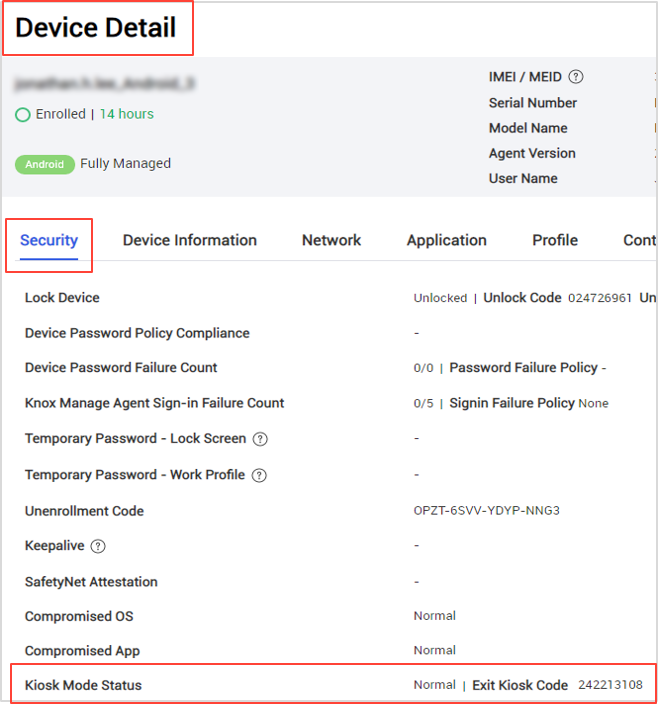 Device Detail
IMEI / MEID ?
Enrolled | 14 hours
Serial Number
Model Name
Android Fully Managed
Agent Version
User Name
Security Device Information Network Application Profile Cont
Lock Device Unlocked | Unlock Code 024726961 Un
Device Password Policy Compliance -
Device Password Failure Count 0/0 | Password Failure Policy -
Knox Manage Agent Sign-in Failure Count 0/5 | Signin Failure Policy None
Temporary Password - Lock Screen ? -
Temporary Password - Work Profile ? -
Unenrollment Code OPZT-6SVV-YDYP-NNG3
Keepalive ? -
SafetyNet Attestation -
Compromised OS Normal
Compromised App Normal
Kiosk Mode Status Normal | Exit Kiosk Code 242213108